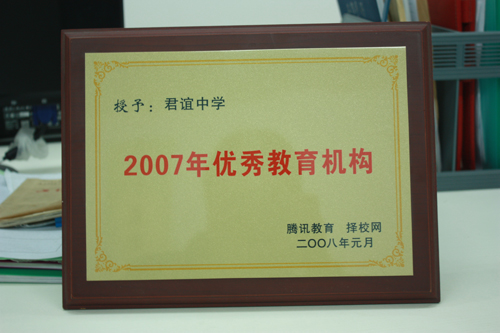 授予：君谊中学
2007年优秀教育机构
腾讯教育 择校网
二〇〇八年元月